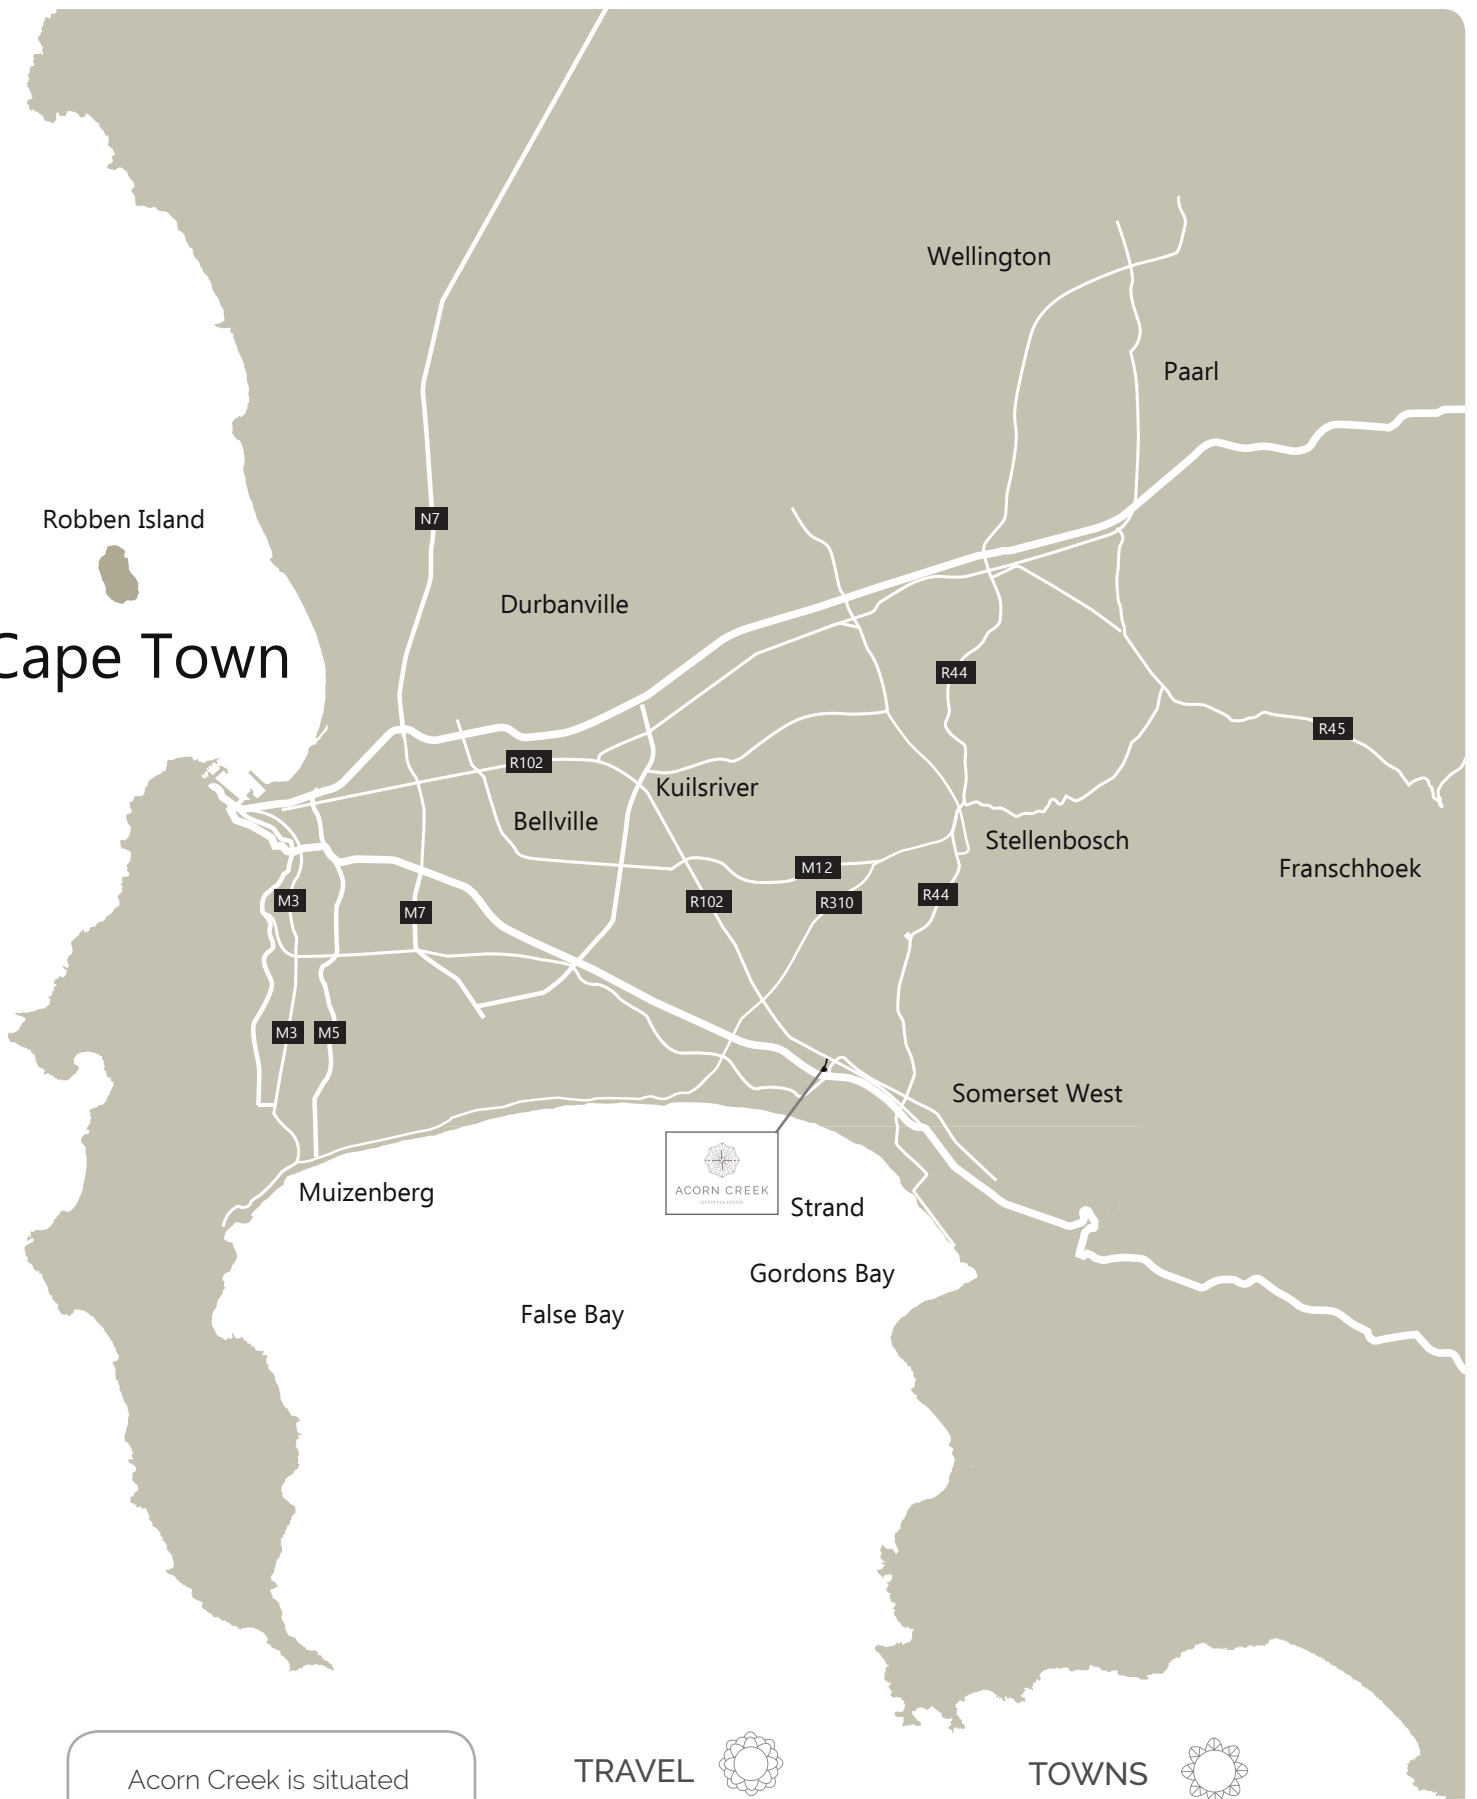 Wellington
Paarl
Robben Island
N7
Durbanville
Cape Town
R44
R45
R102
Kuilsriver
Bellville
Stellenbosch
M12
Franschhoek
M3
M7
R102
R310
R44
M3
M5
Somerset West
ACORN CREEK
LIFESTYLE ESTATE
Muizenberg
Strand
Gordons Bay
False Bay
TRAVEL
TOWNS
Acorn Creek is situated